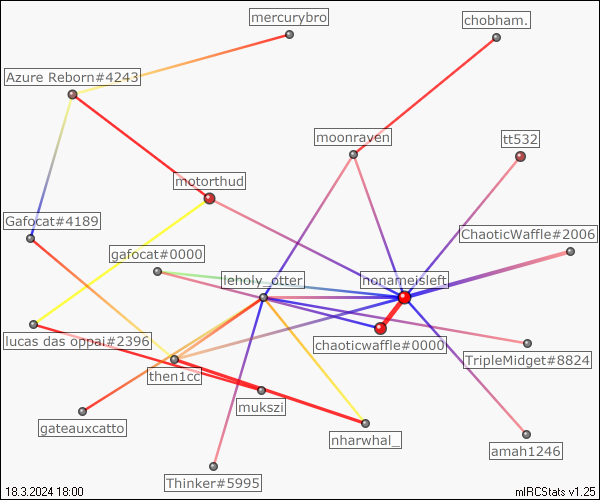 mercurybro
chobham.
Azure Reborn#4243
moonraven
tt532
motorthud
Gafocat#4189
ChaoticWaffle#2006
gafocat#0000
leholy_otter
nonameisleft
lucas das oppai#2396
chaoticwaffle#0000
TripleMidget#8824
then1cc
mukszi
gateauxcatto
nharwhal_
amah1246
Thinker#5995
18.3.2024 18:00
mIRCStats v1.25